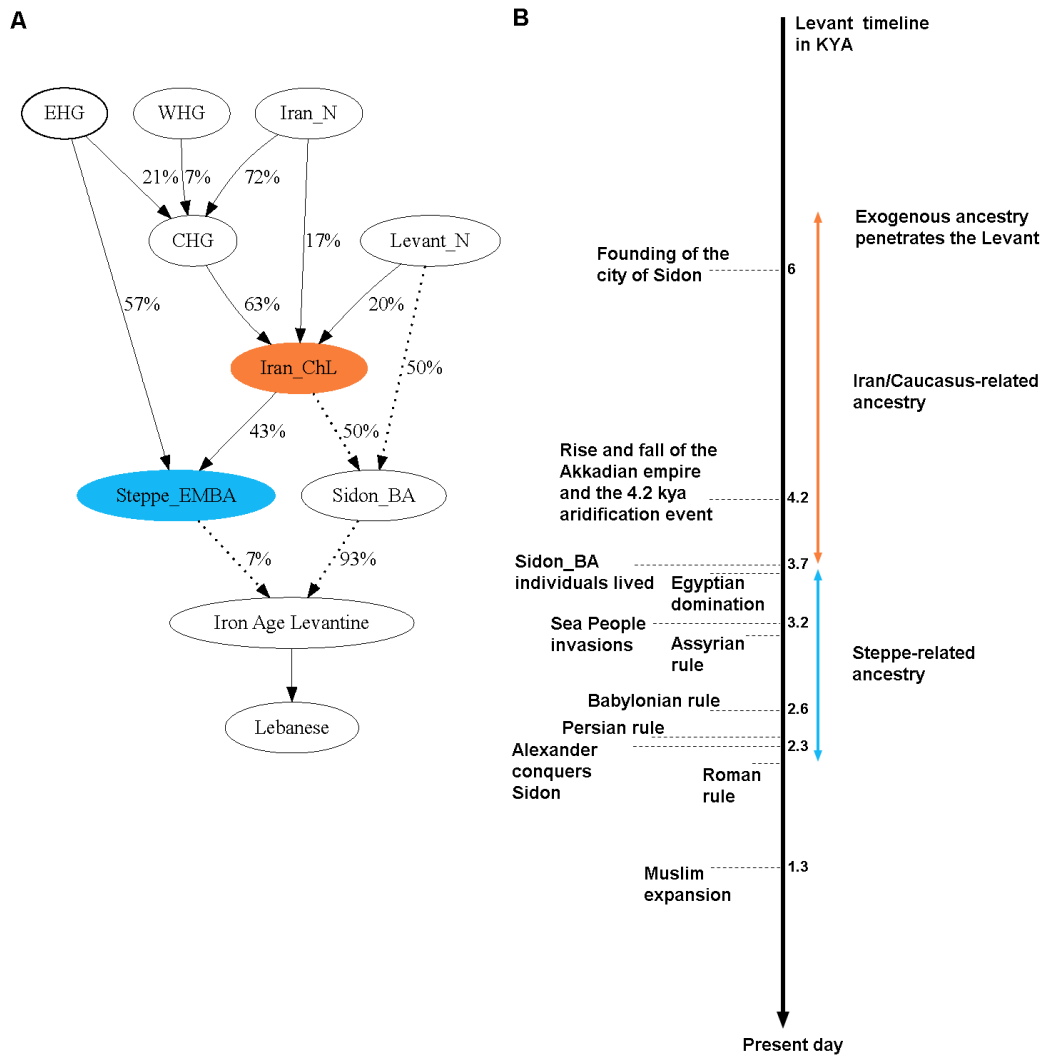 A
EHG
WHG
Iran_N
21%
7%
72%
CHG
Levant_N
17%
57%
63%
20%
Iran_ChL
50%
43%
50%
Steppe_EMBA
Sidon_BA
7%
93%
Iron Age Levantine
Lebanese
B
Levant timeline
in KYA
Exogenous ancestry
penetrates the Levant
Founding of the
city of Sidon
6
Iran/Caucasus-related
ancestry
Rise and fall of the
Akkadian empire
and the 4.2 kya
aridification event
4.2
Sidon_BA
individuals lived
3.7
Egyptian
domination
Sea People
invasions
3.2
Assyrian
rule
Steppe-related
ancestry
Babylonian rule
2.6
Persian rule
Alexander
conquers
Sidon
2.3
Roman
rule
Muslim
expansion
1.3
Present day